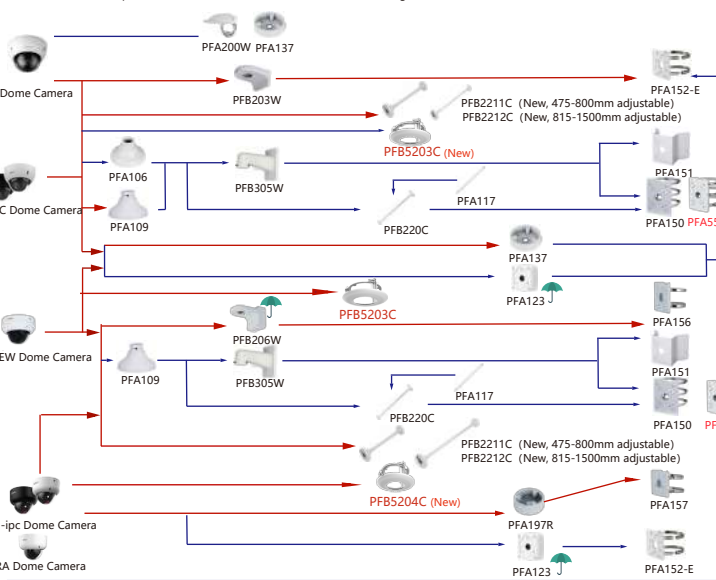 PFA200W PFA137
Dome Camera
PFB203W
PFA152-E
PFB2211C (New, 475-800mm adjustable)
PFB2212C (New, 815-1500mm adjustable)
PFB5203C (New)
PFA106
PFB305W
PFA151
C Dome Camera
PFA109
PFA117
PFB220C
PFA150 PFA55
PFA137
PFA123
PFB5203C
PFA156
PFB206W
EW Dome Camera
PFA109
PFB305W
PFA151
PFA117
PFB220C
PFA150
PFB2211C (New, 475-800mm adjustable)
PFB2212C (New, 815-1500mm adjustable)
PFB5204C (New)
PFA157
-ipc Dome Camera
PFA197R
RA Dome Camera
PFA123
PFA152-E